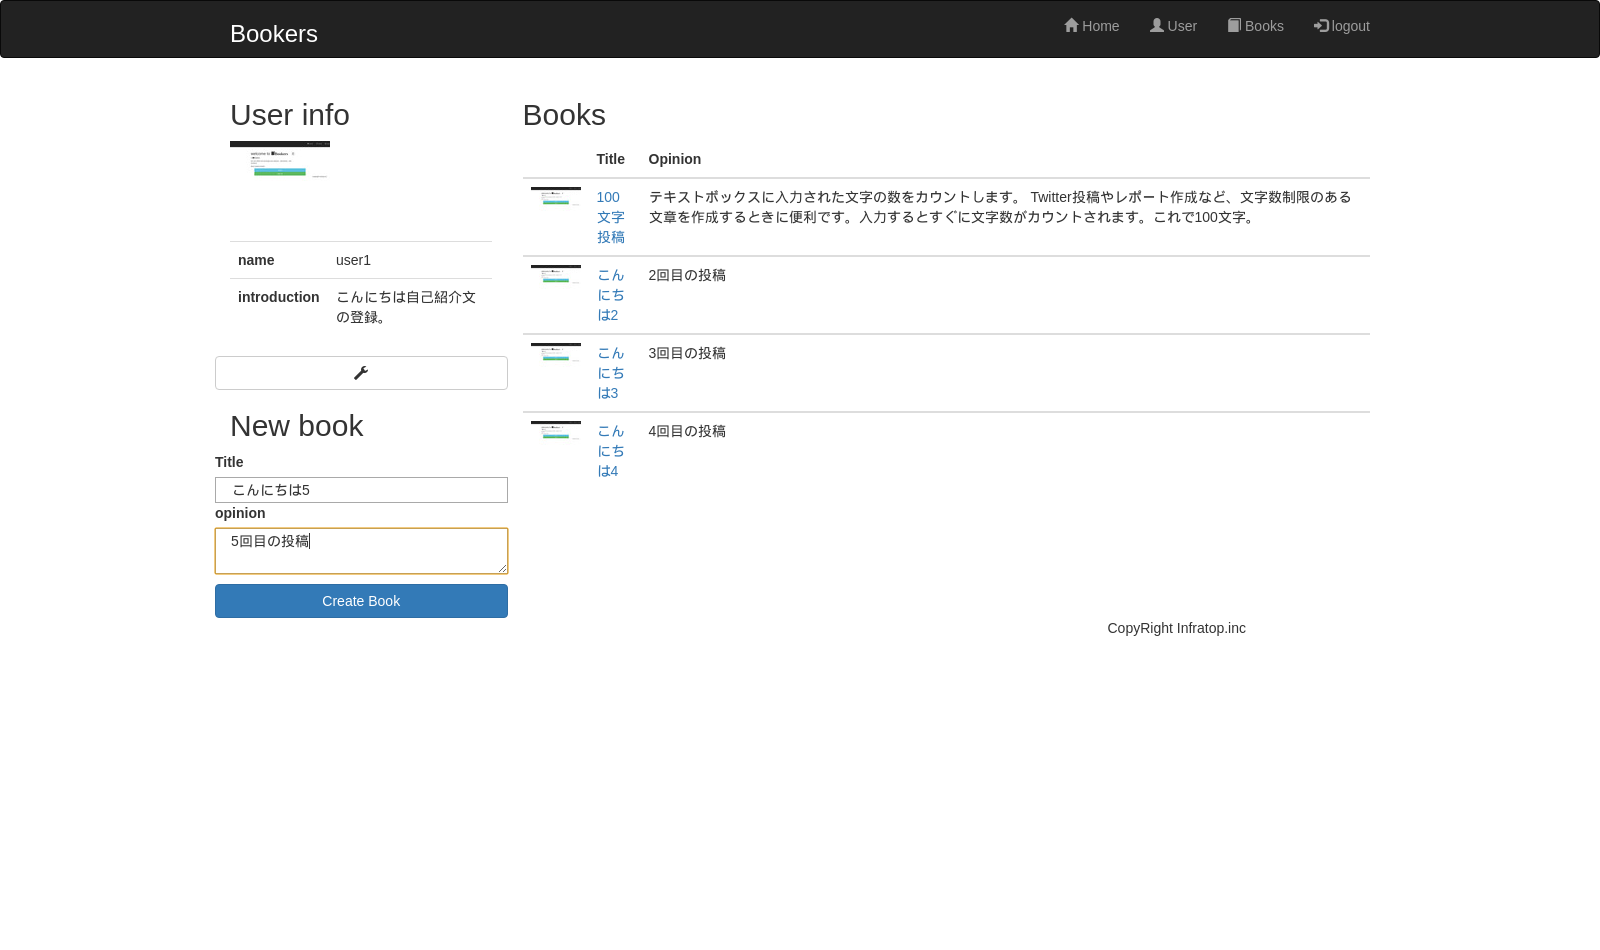 Bookers
Home
User
Books
logout
User info
name
user1
introduction
こんにちは自己紹介文
の登録。
New book
Title
こんにちは5
opinion
5回目の投稿
Create Book
Books
Title
Opinion
100
文字
投稿
テキストボックスに入力された文字の数をカウントします。 Twitter投稿やレポート作成など、文字数制限のある
文章を作成するときに便利です。入力するとすぐに文字数がカウントされます。これで100文字。
こん
にち
は2
2回目の投稿
こん
にち
は3
3回目の投稿
こん
にち
は4
4回目の投稿
CopyRight Infratop.inc